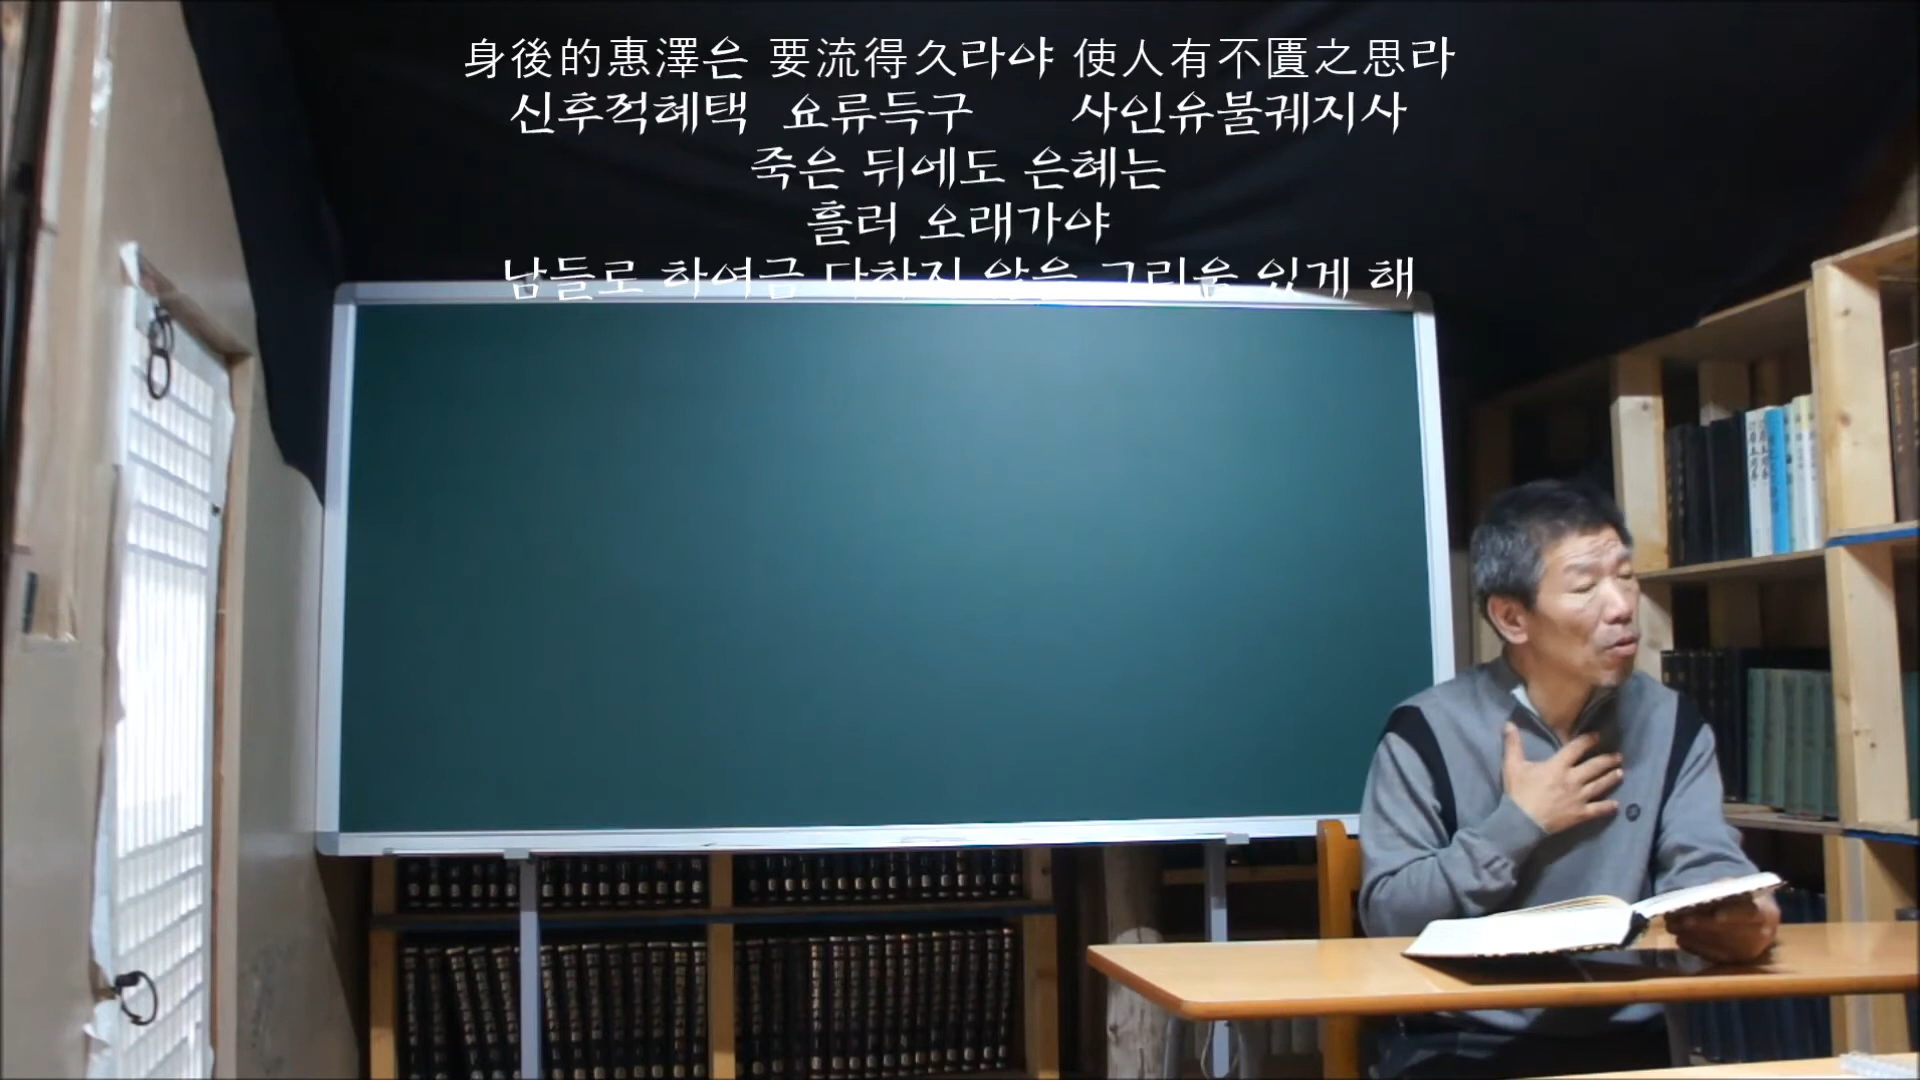 身後的惠澤은 要流得久라야 使人有不匱之思라
신후적혜택 요류득구 사인유불궤지사
죽은 뒤에도 은혜는
흘러 오래가야
남들로 하여금 다하지 않을 그리움 있게 해